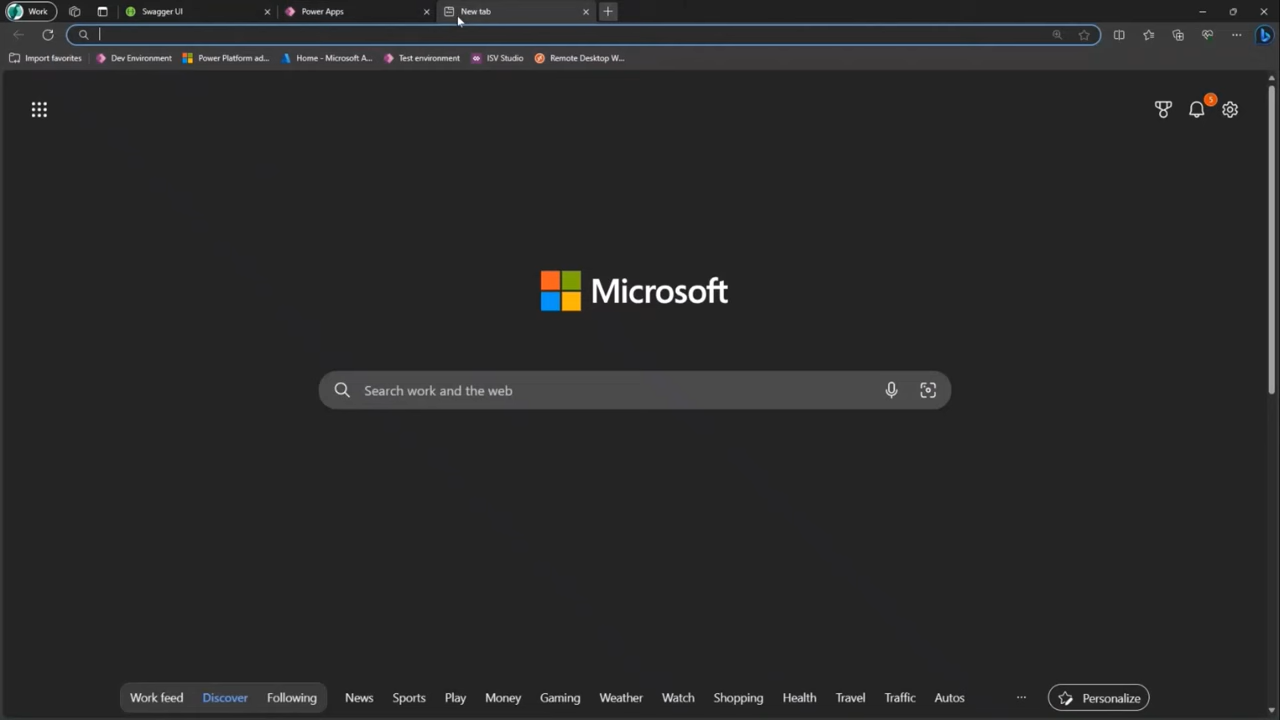 Work
Swagger UI
Power Apps
New tab
Import favorites
Dev Environment
Power Platform ad...
Home - Microsoft A...
Test environment
ISV Studio
Remote Desktop W...
5
Microsoft
Search work and the web
Work feed
Discover
Following
News
Sports
Play
Money
Gaming
Weather
Watch
Shopping
Health
Travel
Traffic
Autos
...
Personalize